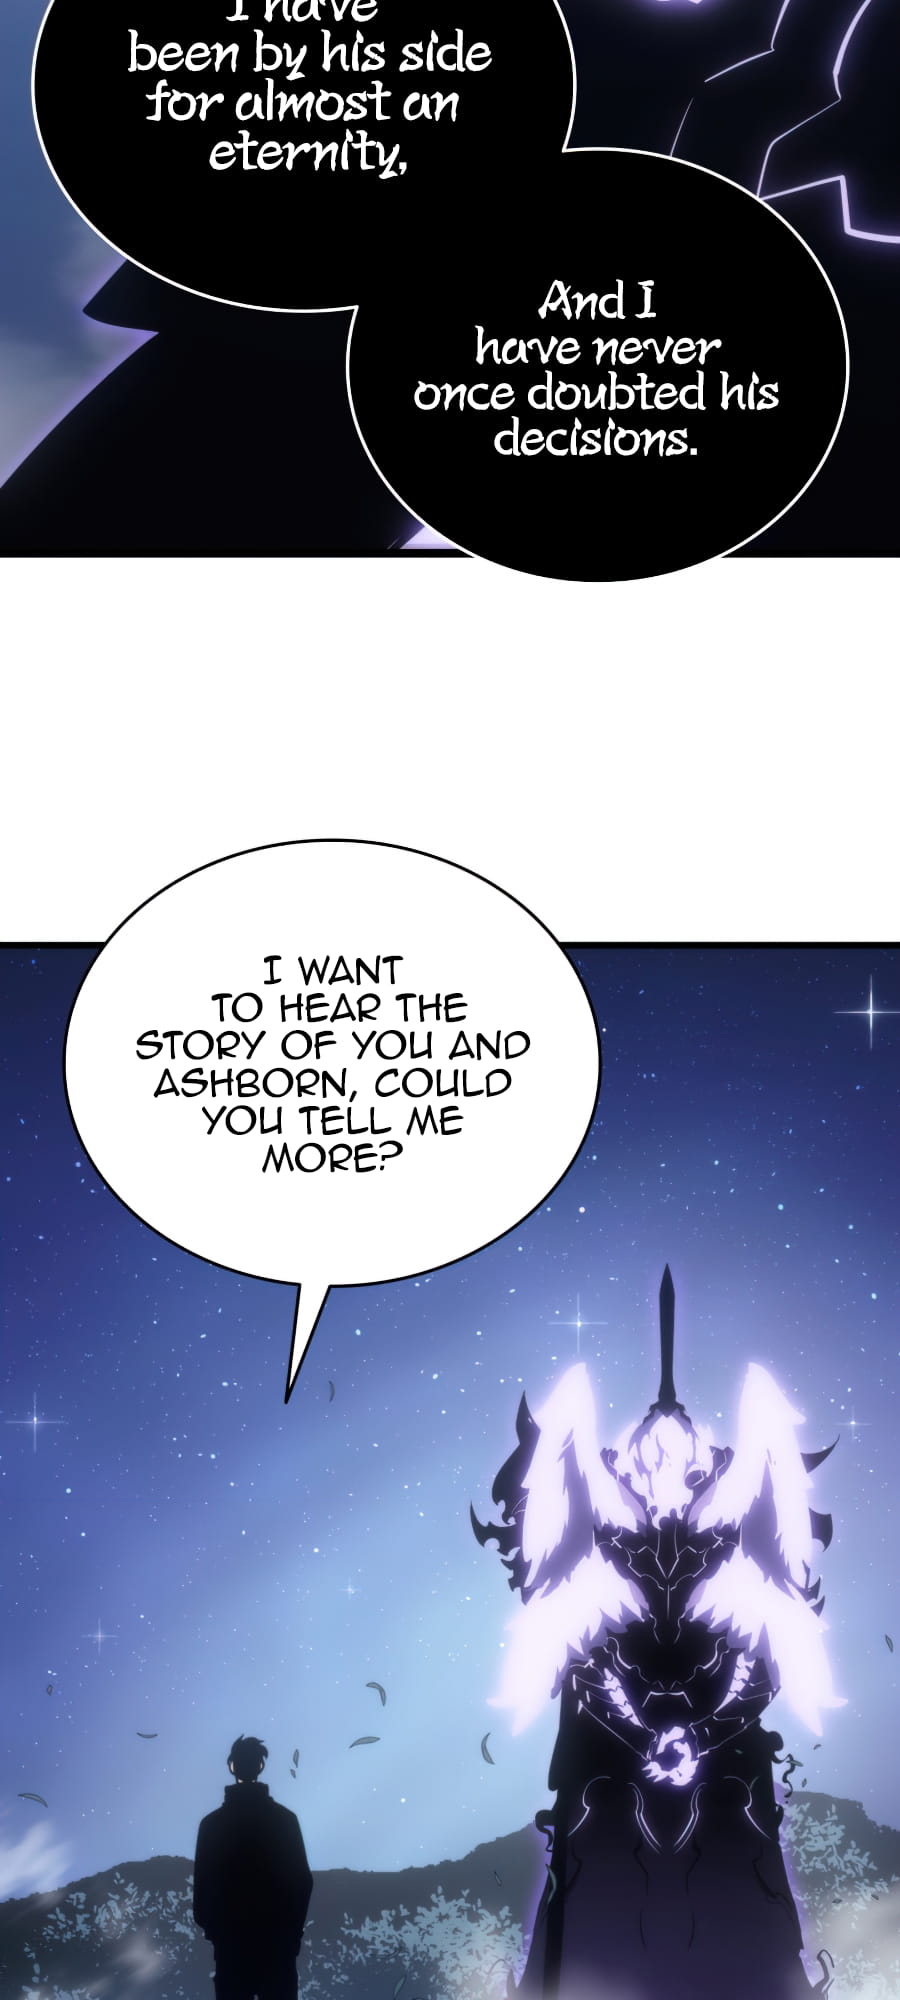 I have
been by his side
for almost an
eternity,
And I
have never
once doubted his
decisions.
I WANT
TO HEAR THE
STORY OF YOU AND
ASHBORN, COULD
YOU TELL ME
MORE?